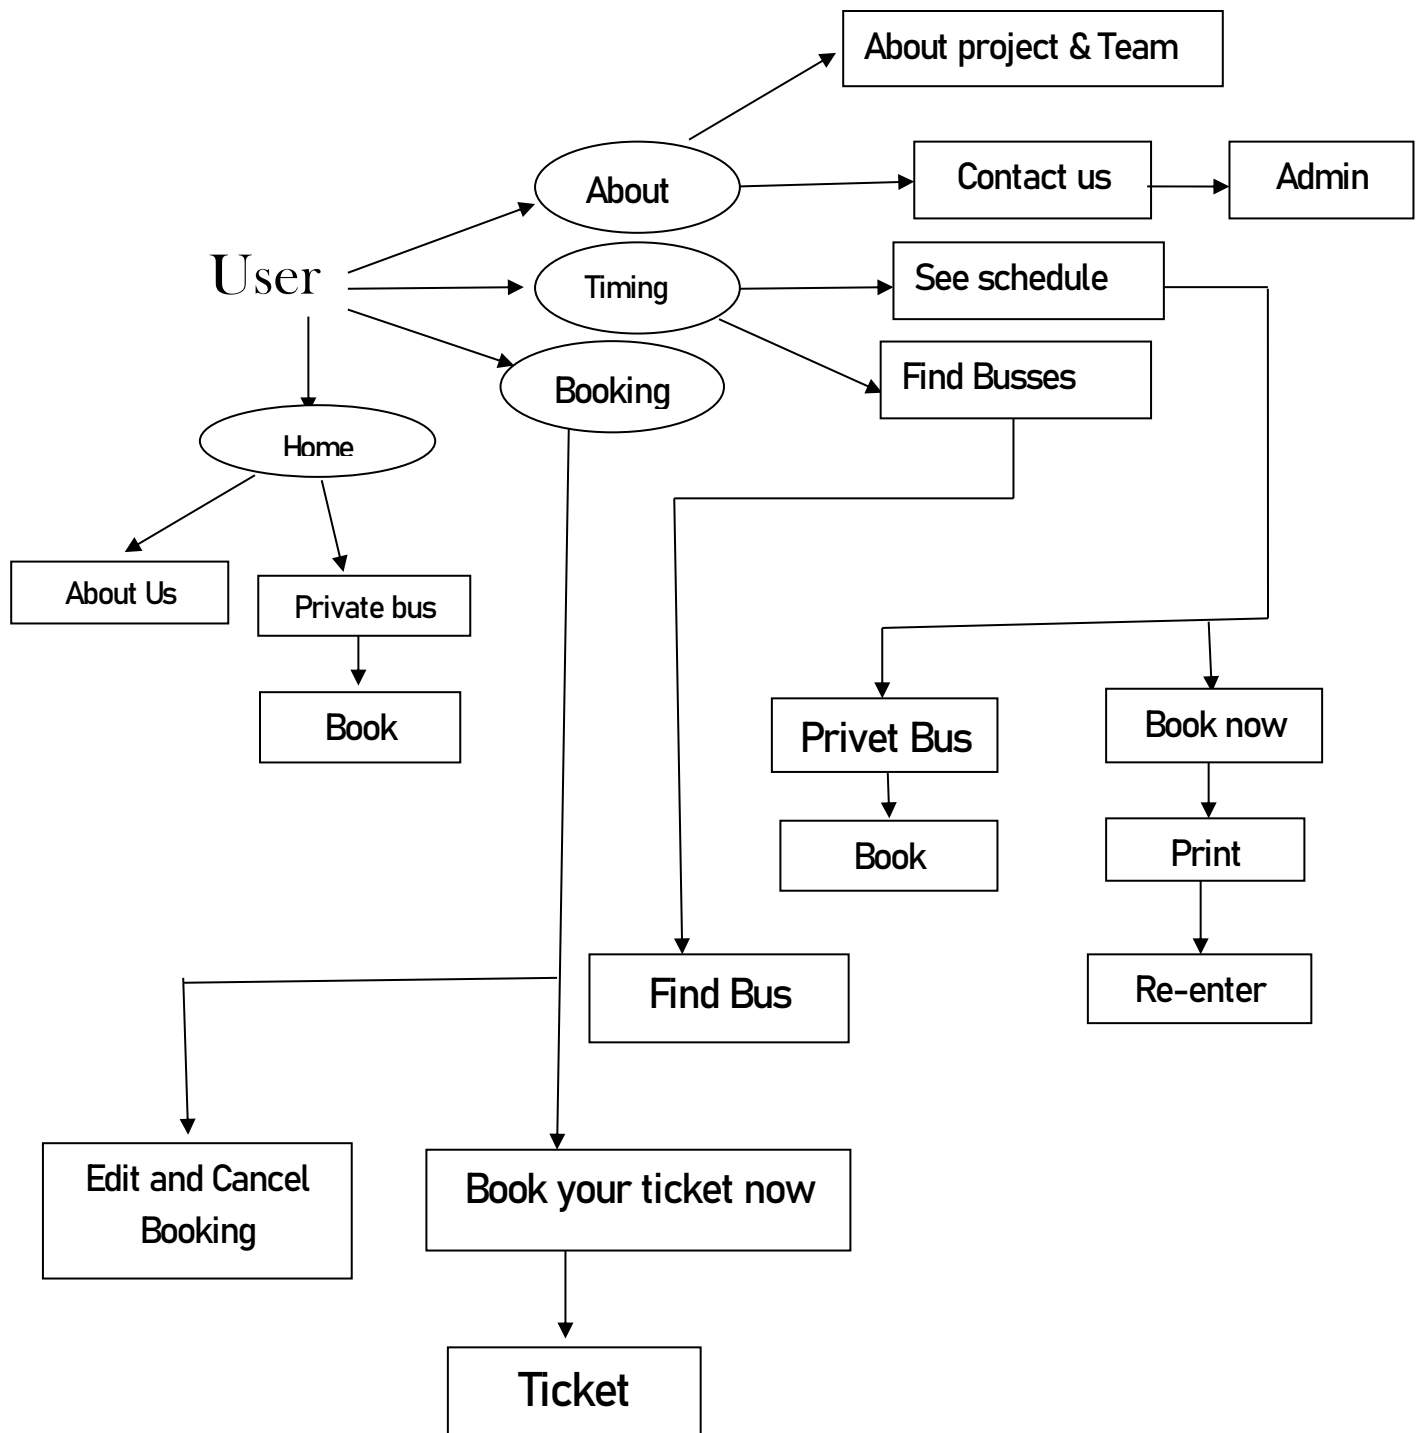 About project & Team
About
Contact us
Admin
User
Timing
See schedule
Booking
Find Busses
Home
About Us
Private bus
Book
Privet Bus
Book now
Book
Print
Find Bus
Re-enter
Edit and Cancel
Booking
Book your ticket now
Ticket